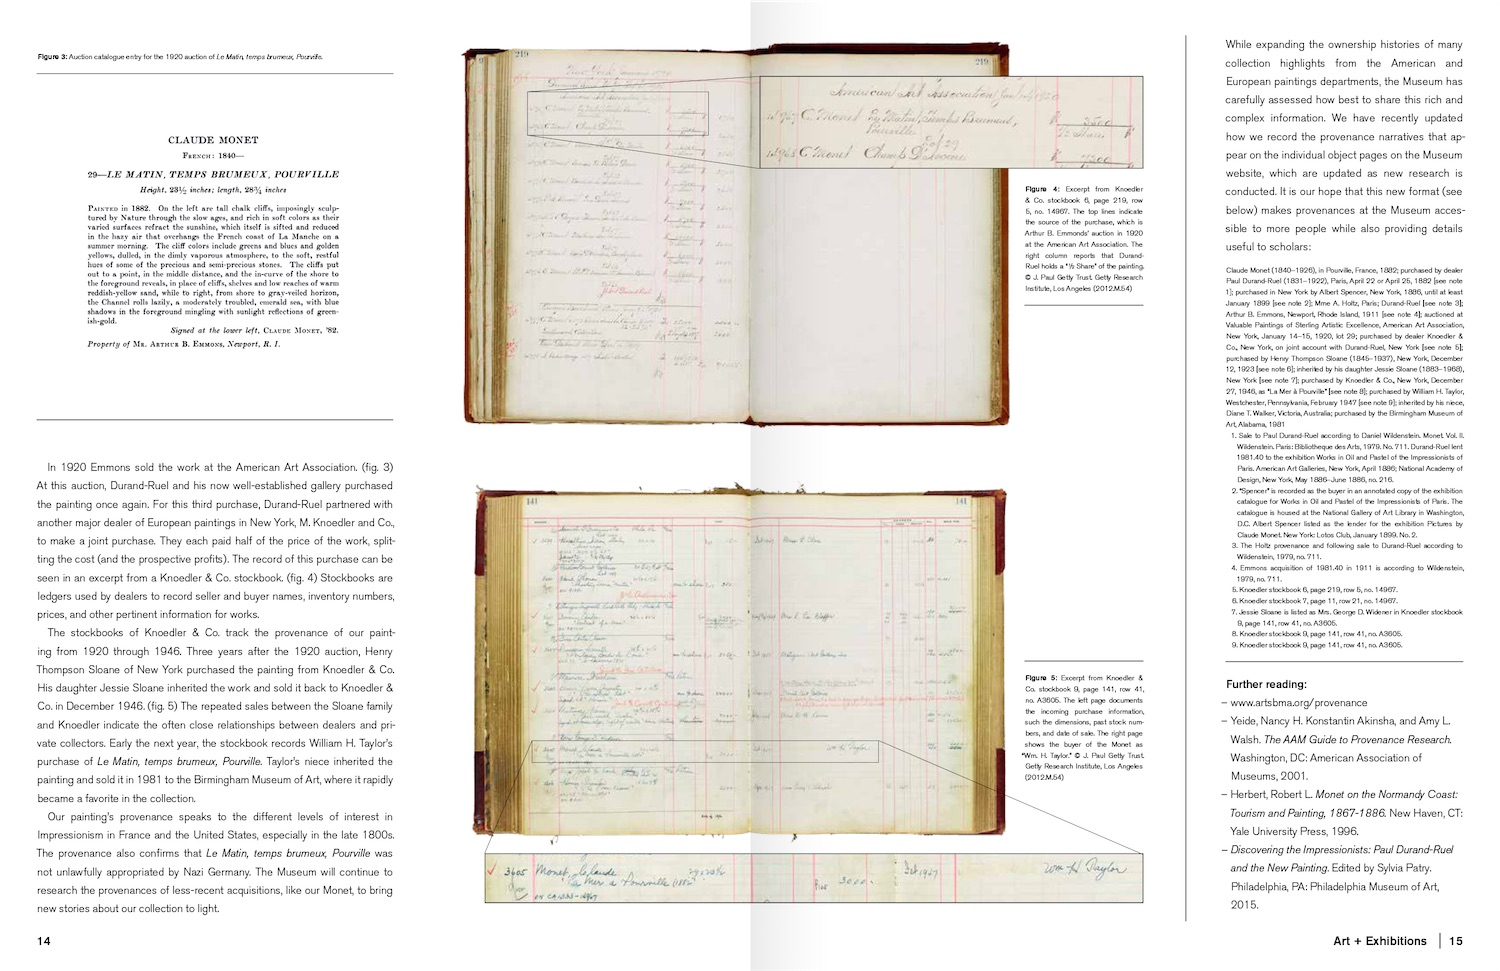 Figure 3: Auction catalogue entry for the 1920 auction of Le Matin, temps brumeux, Pourville.
CLAUDE MONET
FRENCH: 1840—
29—LE MATIN, TEMPS BRUMEUX, POURVILLE
Height, 23½ inches; length, 28¾ inches
PAINTED in 1882. On the left are tall chalk cliffs, imposingly sculp-
tured by Nature through the slow ages, and rich in soft colors as their
varied surfaces refract the sunshine, which itself is sifted and reduced
in the hazy air that overhangs the French coast of La Manche on a
summer morning. The cliff colors include greens and blues and golden
yellows, dulled, in the dimly vaporous atmosphere, to the soft, restful
hues of some of the precious and semi-precious stones. The cliffs put
out to a point, in the middle distance, and the in-curve of the shore to
the foreground reveals, in place of cliffs, shelves and low reaches of warm
reddish-yellow sand, while to right, from shore to gray-veiled horizon,
the Channel rolls lazily, a moderately troubled, emerald sea, with blue
shadows in the foreground mingling with sunlight reflections of green-
ish-gold.
Signed at the lower left, CLAUDE MONET, '82.
Property of MR. ARTHUR B. EMMONS, Newport, R. I.
In 1920 Emmons sold the work at the American Art Association. (fig. 3)
At this auction, Durand-Ruel and his now well-established gallery purchased
the painting once again. For this third purchase, Durand-Ruel partnered with
another major dealer of European paintings in New York, M. Knoedler and Co.,
to make a joint purchase. They each paid half of the price of the work, split-
ting the cost (and the prospective profits). The record of this purchase can be
seen in an excerpt from a Knoedler & Co. stockbook. (fig. 4) Stockbooks are
ledgers used by dealers to record seller and buyer names, inventory numbers,
prices, and other pertinent information for works.
The stockbooks of Knoedler & Co. track the provenance of our paint-
ing from 1920 through 1946. Three years after the 1920 auction, Henry
Thompson Sloane of New York purchased the painting from Knoedler & Co.
His daughter Jessie Sloane inherited the work and sold it back to Knoedler &
Co. in December 1946. (fig. 5) The repeated sales between the Sloane family
and Knoedler indicate the often close relationships between dealers and pri-
vate collectors. Early the next year, the stockbook records William H. Taylor's
purchase of Le Matin, temps brumeux, Pourville. Taylor's niece inherited the
painting and sold it in 1981 to the Birmingham Museum of Art, where it rapidly
became a favorite in the collection.
Our painting's provenance speaks to the different levels of interest in
Impressionism in France and the United States, especially in the late 1800s.
The provenance also confirms that Le Matin, temps brumeux, Pourville was
not unlawfully appropriated by Nazi Germany. The Museum will continue to
research the provenances of less-recent acquisitions, like our Monet, to bring
new stories about our collection to light.
14
219
219
American Art Association Jan 14/1920
14967 C Monet Le Matin, Temps Brumeux,
Pourville
Lot 29
3500
½ Share
14968 C Monet
Figure 4: Excerpt from Knoedler
& Co. stockbook 6, page 219, row
5, no. 14967. The top lines indicate
the source of the purchase, which is
Arthur B. Emmonds' auction in 1920
at the American Art Association. The
right column reports that Durand-
Ruel holds a "½ Share" of the painting.
© J. Paul Getty Trust. Getty Research
Institute, Los Angeles (2012.M.54)
141
141
Figure 5: Excerpt from Knoedler &
Co. stockbook 9, page 141, row 41,
no. A3605. The left page documents
the incoming purchase information,
such the dimensions, past stock num-
bers, and date of sale. The right page
shows the buyer of the Monet as
"Wm. H. Taylor." © J. Paul Getty Trust.
Getty Research Institute, Los Angeles
(2012.M.54)
3605 Monet, Claude
La Mer a Pourville (1882)
3000.-
Feb 1947
Wm H Taylor
While expanding the ownership histories of many
collection highlights from the American and
European paintings departments, the Museum has
carefully assessed how best to share this rich and
complex information. We have recently updated
how we record the provenance narratives that ap-
pear on the individual object pages on the Museum
website, which are updated as new research is
conducted. It is our hope that this new format (see
below) makes provenances at the Museum acces-
sible to more people while also providing details
useful to scholars:
Claude Monet (1840–1926), in Pourville, France, 1882; purchased by dealer
Paul Durand-Ruel (1831–1922), Paris, April 22 or April 25, 1882 [see note
1]; purchased in New York by Albert Spencer, New York, 1886, until at least
January 1899 [see note 2]; Mme A. Holtz, Paris; Durand-Ruel [see note 3];
Arthur B. Emmons, Newport, Rhode Island, 1911 [see note 4]; auctioned at
Valuable Paintings of Sterling Artistic Excellence, American Art Association,
New York, January 14–15, 1920, lot 29; purchased by dealer Knoedler &
Co., New York, on joint account with Durand-Ruel, New York [see note 5];
purchased by Henry Thompson Sloane (1845–1937), New York, December
12, 1923 [see note 6]; inherited by his daughter Jessie Sloane (1883–1968),
New York [see note 7]; purchased by Knoedler & Co., New York, December
27, 1946, as "La Mer à Pourville" [see note 8]; purchased by William H. Taylor,
Westchester, Pennsylvania, February 1947 [see note 9]; inherited by his niece,
Diane T. Walker, Victoria, Australia; purchased by the Birmingham Museum of
Art, Alabama, 1981
1. Sale to Paul Durand-Ruel according to Daniel Wildenstein. Monet. Vol. II.
Wildenstein. Paris: Bibliotheque des Arts, 1979. No. 711. Durand-Ruel lent
1981.40 to the exhibition Works in Oil and Pastel of the Impressionists of
Paris. American Art Galleries, New York, April 1886; National Academy of
Design, New York, May 1886–June 1886, no. 216.
2. "Spencer" is recorded as the buyer in an annotated copy of the exhibition
catalogue for Works in Oil and Pastel of the Impressionists of Paris. The
catalogue is housed at the National Gallery of Art Library in Washington,
D.C. Albert Spencer listed as the lender for the exhibition Pictures by
Claude Monet. New York: Lotos Club, January 1899. No. 2.
3. The Holtz provenance and following sale to Durand-Ruel according to
Wildenstein, 1979, no. 711.
4. Emmons acquisition of 1981.40 in 1911 is according to Wildenstein,
1979, no. 711.
5. Knoedler stockbook 6, page 219, row 5, no. 14967.
6. Knoedler stockbook 7, page 11, row 21, no. 14967.
7. Jessie Sloane is listed as Mrs. George D. Widener in Knoedler stockbook
9, page 141, row 41, no. A3605.
8. Knoedler stockbook 9, page 141, row 41, no. A3605.
9. Knoedler stockbook 9, page 141, row 41, no. A3605.
Further reading:
– www.artsbma.org/provenance
– Yeide, Nancy H. Konstantin Akinsha, and Amy L.
Walsh. The AAM Guide to Provenance Research.
Washington, DC: American Association of
Museums, 2001.
– Herbert, Robert L. Monet on the Normandy Coast:
Tourism and Painting, 1867-1886. New Haven, CT:
Yale University Press, 1996.
– Discovering the Impressionists: Paul Durand-Ruel
and the New Painting. Edited by Sylvia Patry.
Philadelphia, PA: Philadelphia Museum of Art,
2015.
Art + Exhibitions | 15